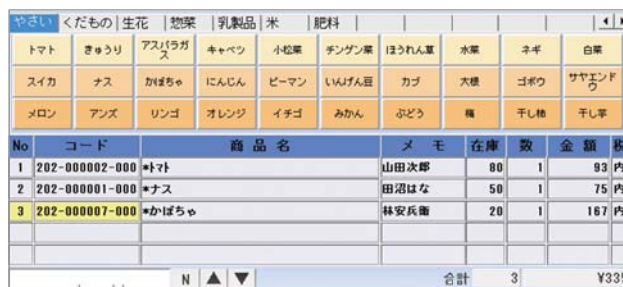 やさい くだもの 生花 惣菜 乳製品 米 肥料
トマト きゅうり アスパラガス キャベツ 小松菜 チンゲン菜 ほうれん草 水菜 ネギ 白菜
スイカ ナス かぼちゃ にんじん ピーマン いんげん豆 カブ 大根 ゴボウ サヤエンドウ
メロン アンズ リンゴ オレンジ イチゴ みかん ぶどう 梅 干し柿 干し芋
No コード 商品名 メモ 在庫 数 金額 税
1 202-000002-000 *トマト 山田次郎 80 1 93 内
2 202-000001-000 *ナス 田沼はな 50 1 75 内
3 202-000007-000 *かぼちゃ 林安兵衛 20 1 167 内
N ▲ ▼ 合計 3 ¥335